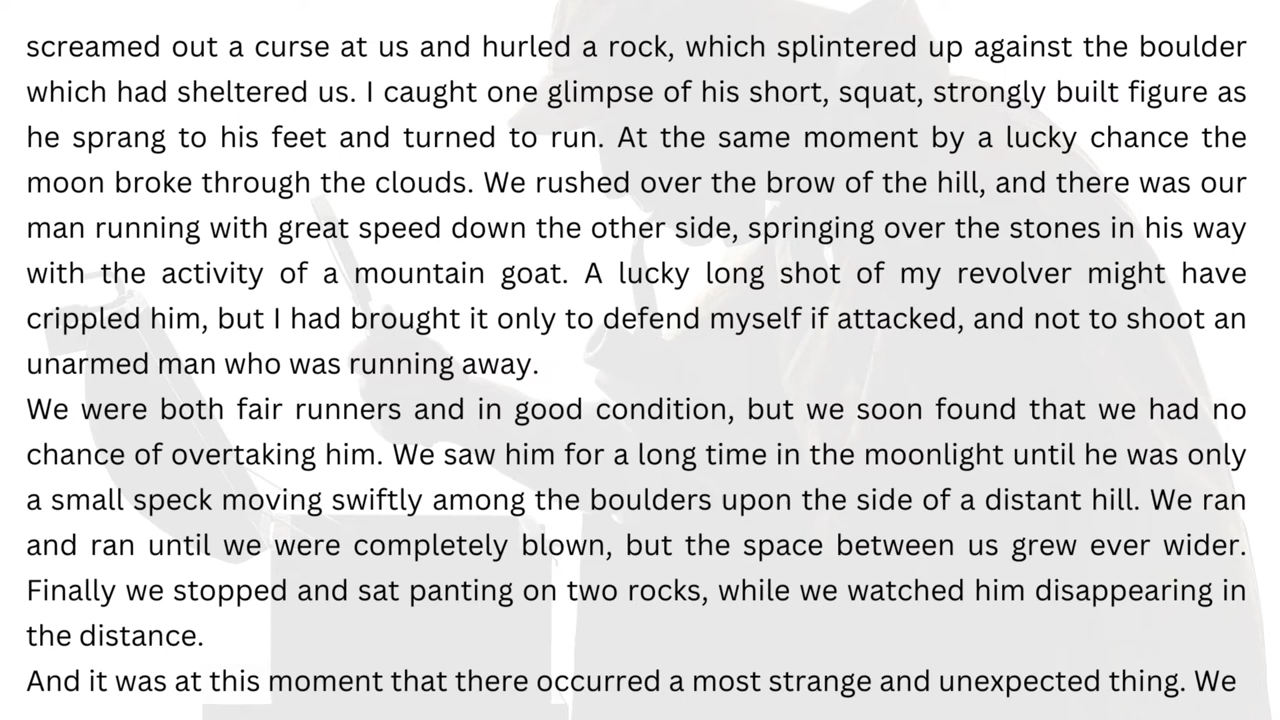 screamed out a curse at us and hurled a rock, which splintered up against the boulder
which had sheltered us. I caught one glimpse of his short, squat, strongly built figure as
he sprang to his feet and turned to run. At the same moment by a lucky chance the
moon broke through the clouds. We rushed over the brow of the hill, and there was our
man running with great speed down the other side, springing over the stones in his way
with the activity of a mountain goat. A lucky long shot of my revolver might have
crippled him, but I had brought it only to defend myself if attacked, and not to shoot an
unarmed man who was running away.
We were both fair runners and in good condition, but we soon found that we had no
chance of overtaking him. We saw him for a long time in the moonlight until he was only
a small speck moving swiftly among the boulders upon the side of a distant hill. We ran
and ran until we were completely blown, but the space between us grew ever wider.
Finally we stopped and sat panting on two rocks, while we watched him disappearing in
the distance.
And it was at this moment that there occurred a most strange and unexpected thing. We